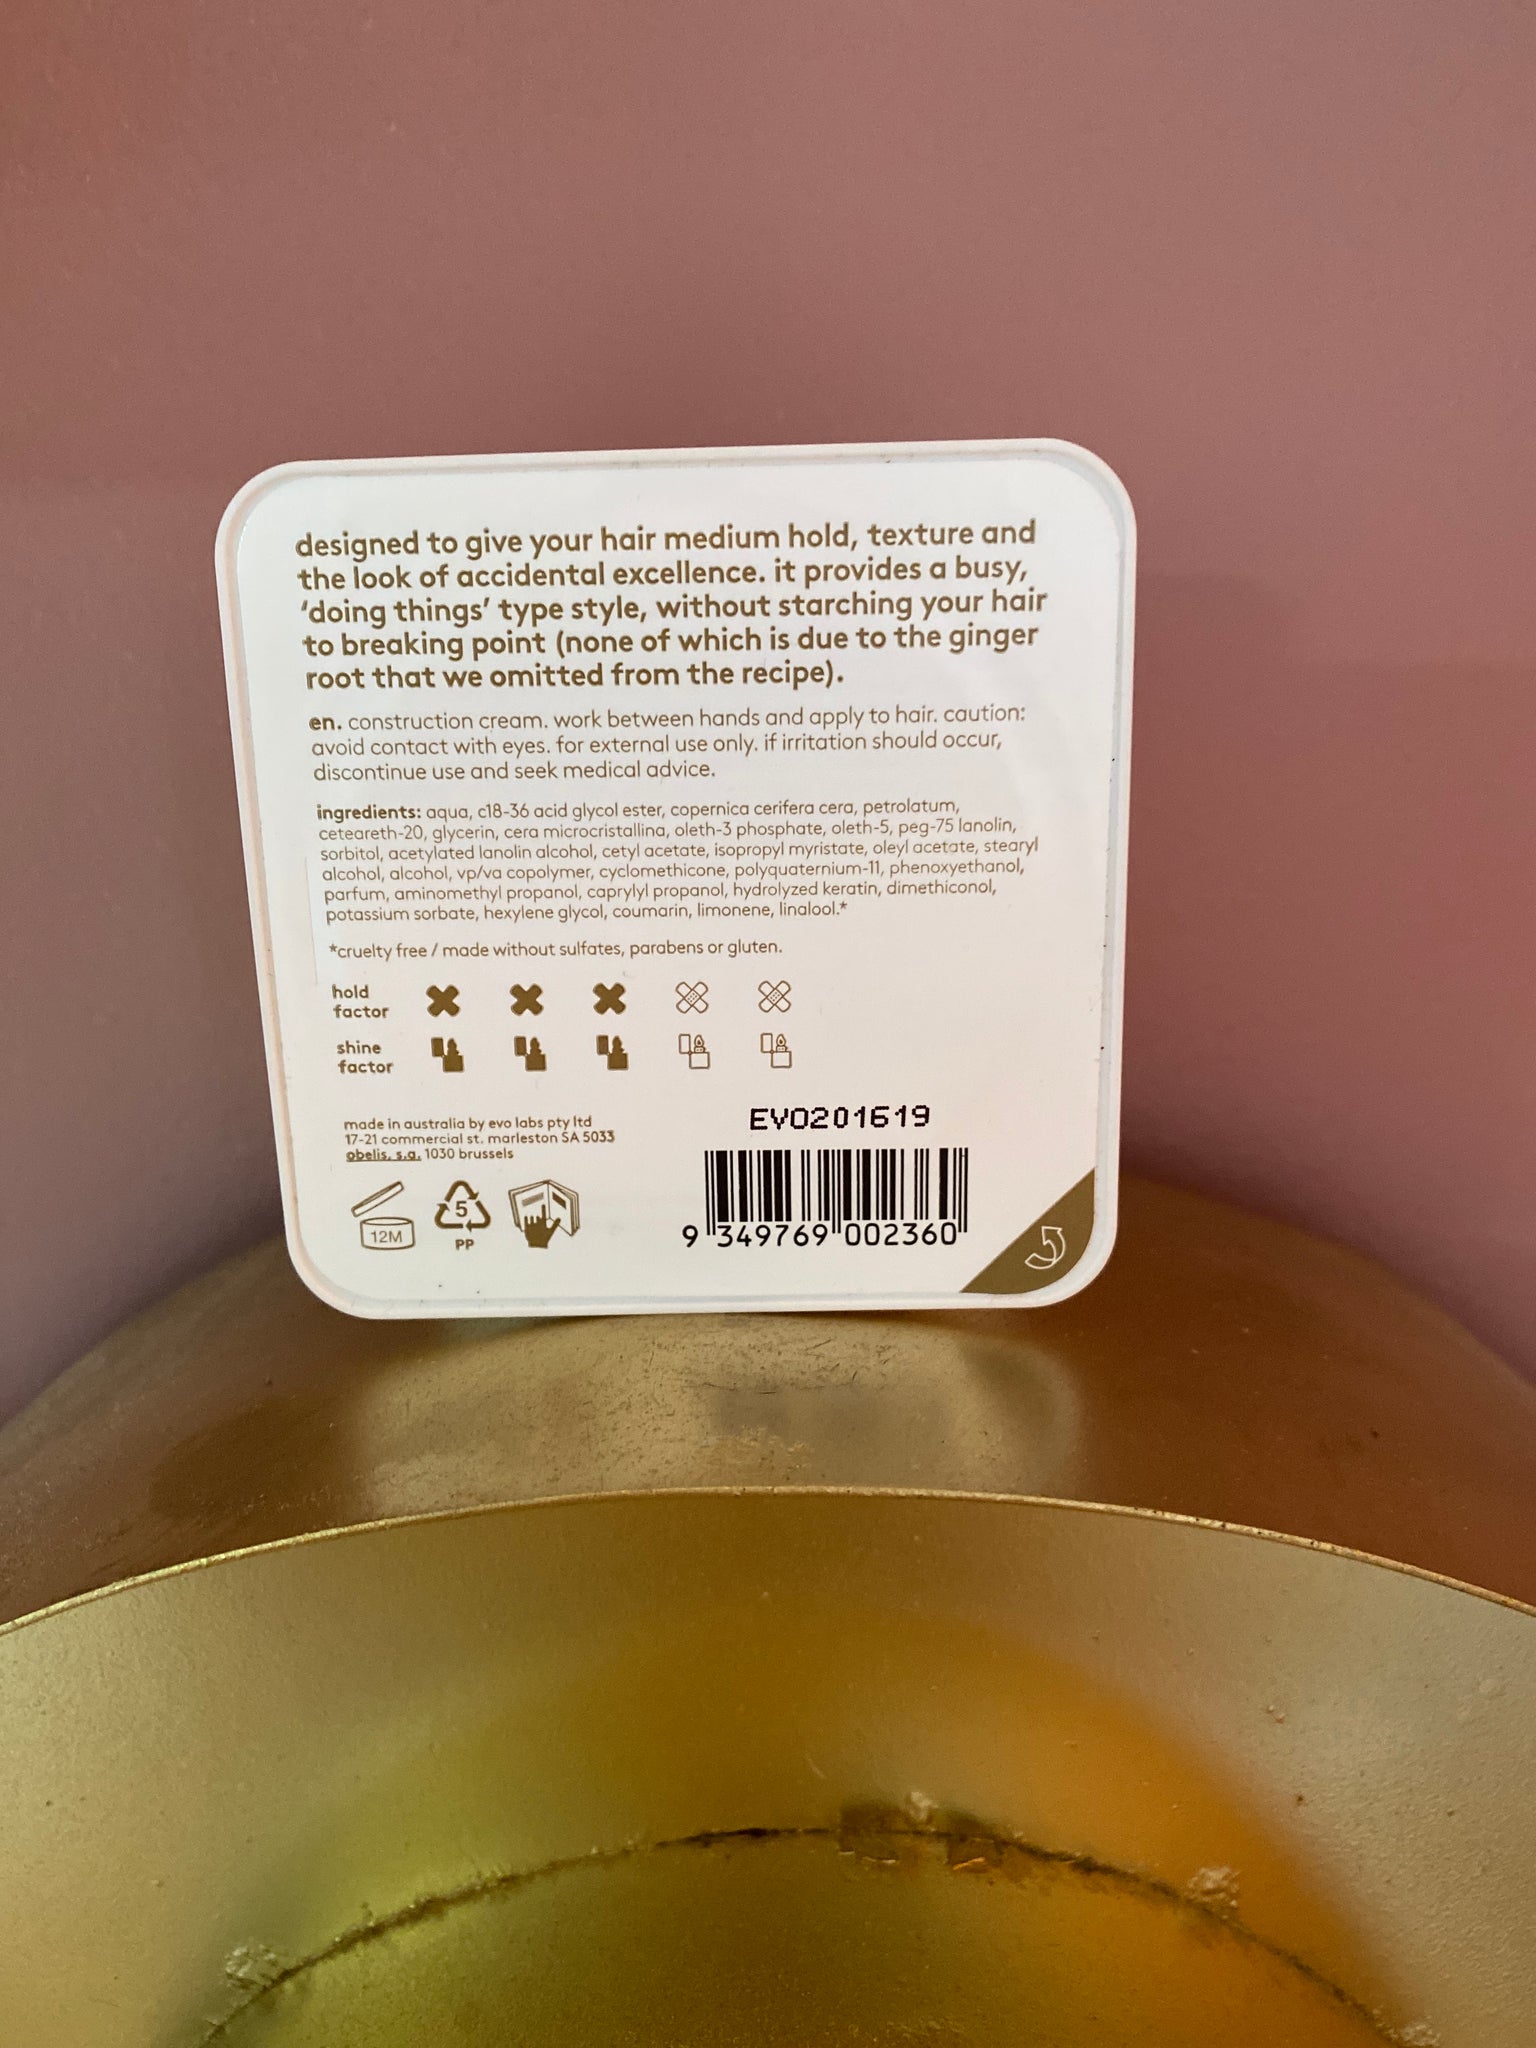 designed to give your hair medium hold, texture and
the look of accidental excellence. it provides a busy,
‘doing things’ type style, without starching your hair
to breaking point (none of which is due to the ginger
root that we omitted from the recipe).
en. construction cream. work between hands and apply to hair. caution:
avoid contact with eyes. for external use only. if irritation should occur,
discontinue use and seek medical advice.
ingredients: aqua, c18-36 acid glycol ester, copernica cerifera cera, petrolatum,
ceteareth-20, glycerin, cera microcristallina, oleth-3 phosphate, oleth-5, peg-75 lanolin,
sorbitol, acetylated lanolin alcohol, cetyl acetate, isopropyl myristate, oleyl acetate, stearyl
alcohol, alcohol, vp/va copolymer, cyclomethicone, polyquaternium-11, phenoxyethanol,
parfum, aminomethyl propanol, caprylyl propanol, hydrolyzed keratin, dimethiconol,
potassium sorbate, hexylene glycol, coumarin, limonene, linalool.*
*cruelty free / made without sulfates, parabens or gluten.
hold
factor
shine
factor
made in australia by evo labs pty ltd
17-21 commercial st. marleston SA 5033
obelis, s.a. 1030 brussels
EVO201619
12M
5
PP
9 349769 002360